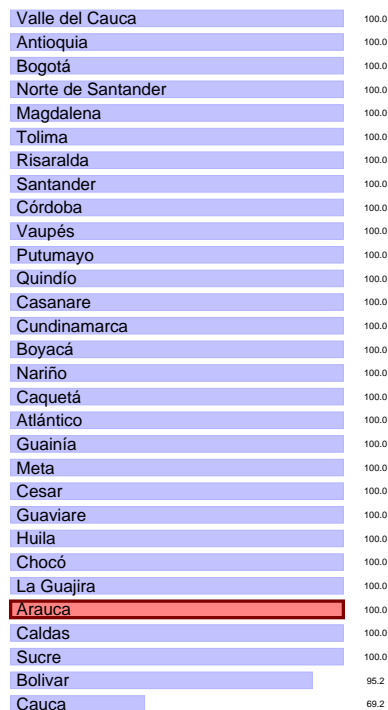 Valle del Cauca 100.0
Antioquia 100.0
Bogotá 100.0
Norte de Santander 100.0
Magdalena 100.0
Tolima 100.0
Risaralda 100.0
Santander 100.0
Córdoba 100.0
Vaupés 100.0
Putumayo 100.0
Quindío 100.0
Casanare 100.0
Cundinamarca 100.0
Boyacá 100.0
Nariño 100.0
Caquetá 100.0
Atlántico 100.0
Guainía 100.0
Meta 100.0
Cesar 100.0
Guaviare 100.0
Huila 100.0
Chocó 100.0
La Guajira 100.0
Arauca 100.0
Caldas 100.0
Sucre 100.0
Bolivar 95.2
Cauca 69.2